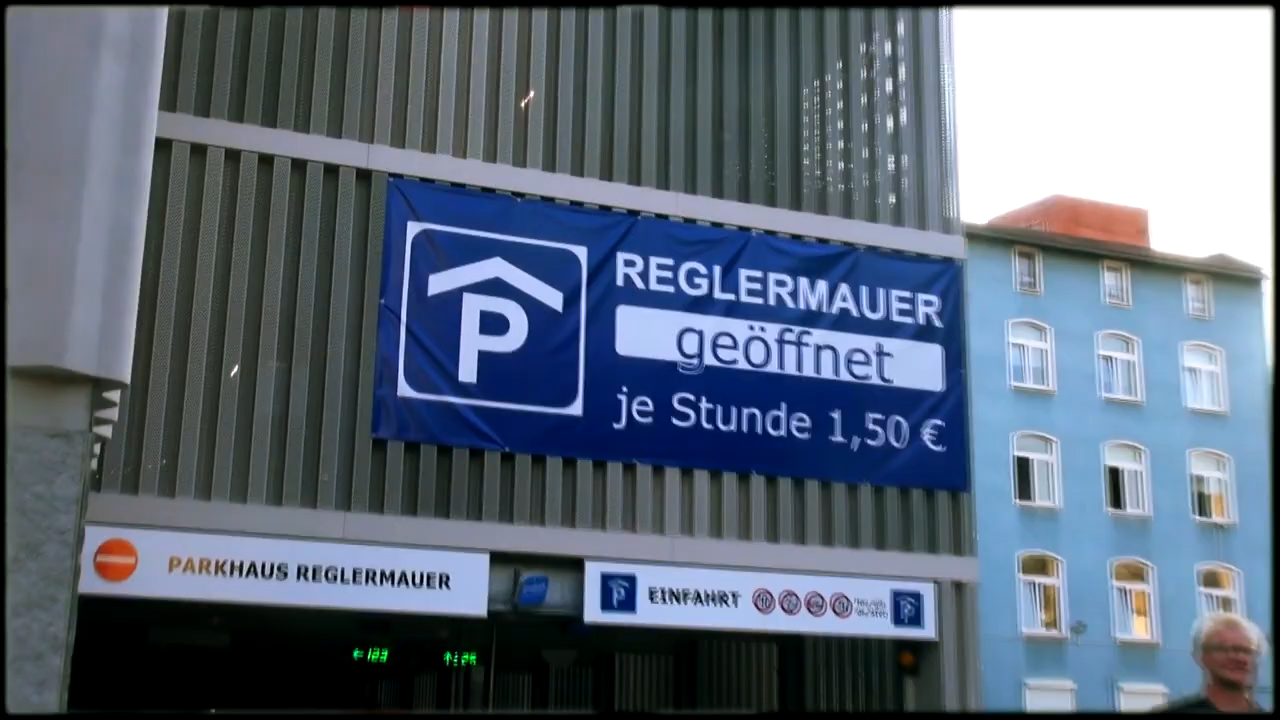 P
REGLERMAUER
geöffnet
je Stunde 1,50 €
PARKHAUS REGLERMAUER
P EINFAHRT